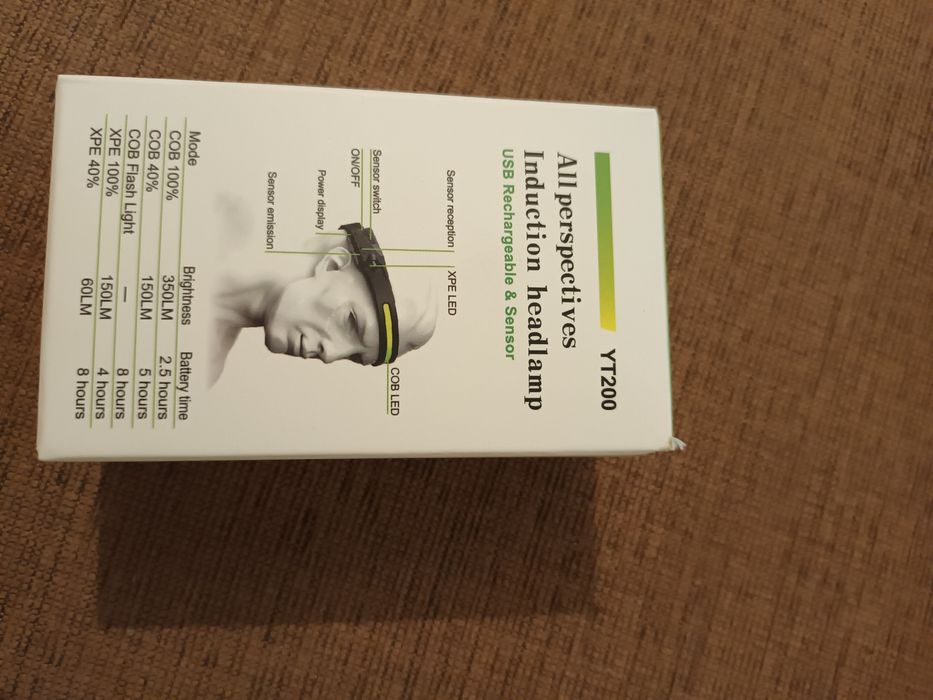 YT200
All perspectives
Induction headlamp
USB Rechargeable & Sensor
Sensor reception
XPE LED
Sensor switch
ON/OFF
Power display
Sensor emission
COB LED
Mode Brightness Battery time
COB 100% 350LM 2.5 hours
COB 40% 150LM 5 hours
COB Flash Light — 8 hours
XPE 100% 150LM 4 hours
XPE 40% 60LM 8 hours